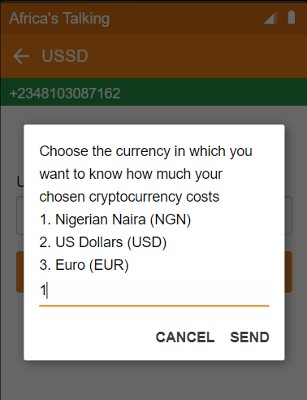 Africa's Talking
USSD
+2348103087162
Choose the currency in which you
want to know how much your
chosen cryptocurrency costs
1. Nigerian Naira (NGN)
2. US Dollars (USD)
3. Euro (EUR)
1
CANCEL SEND